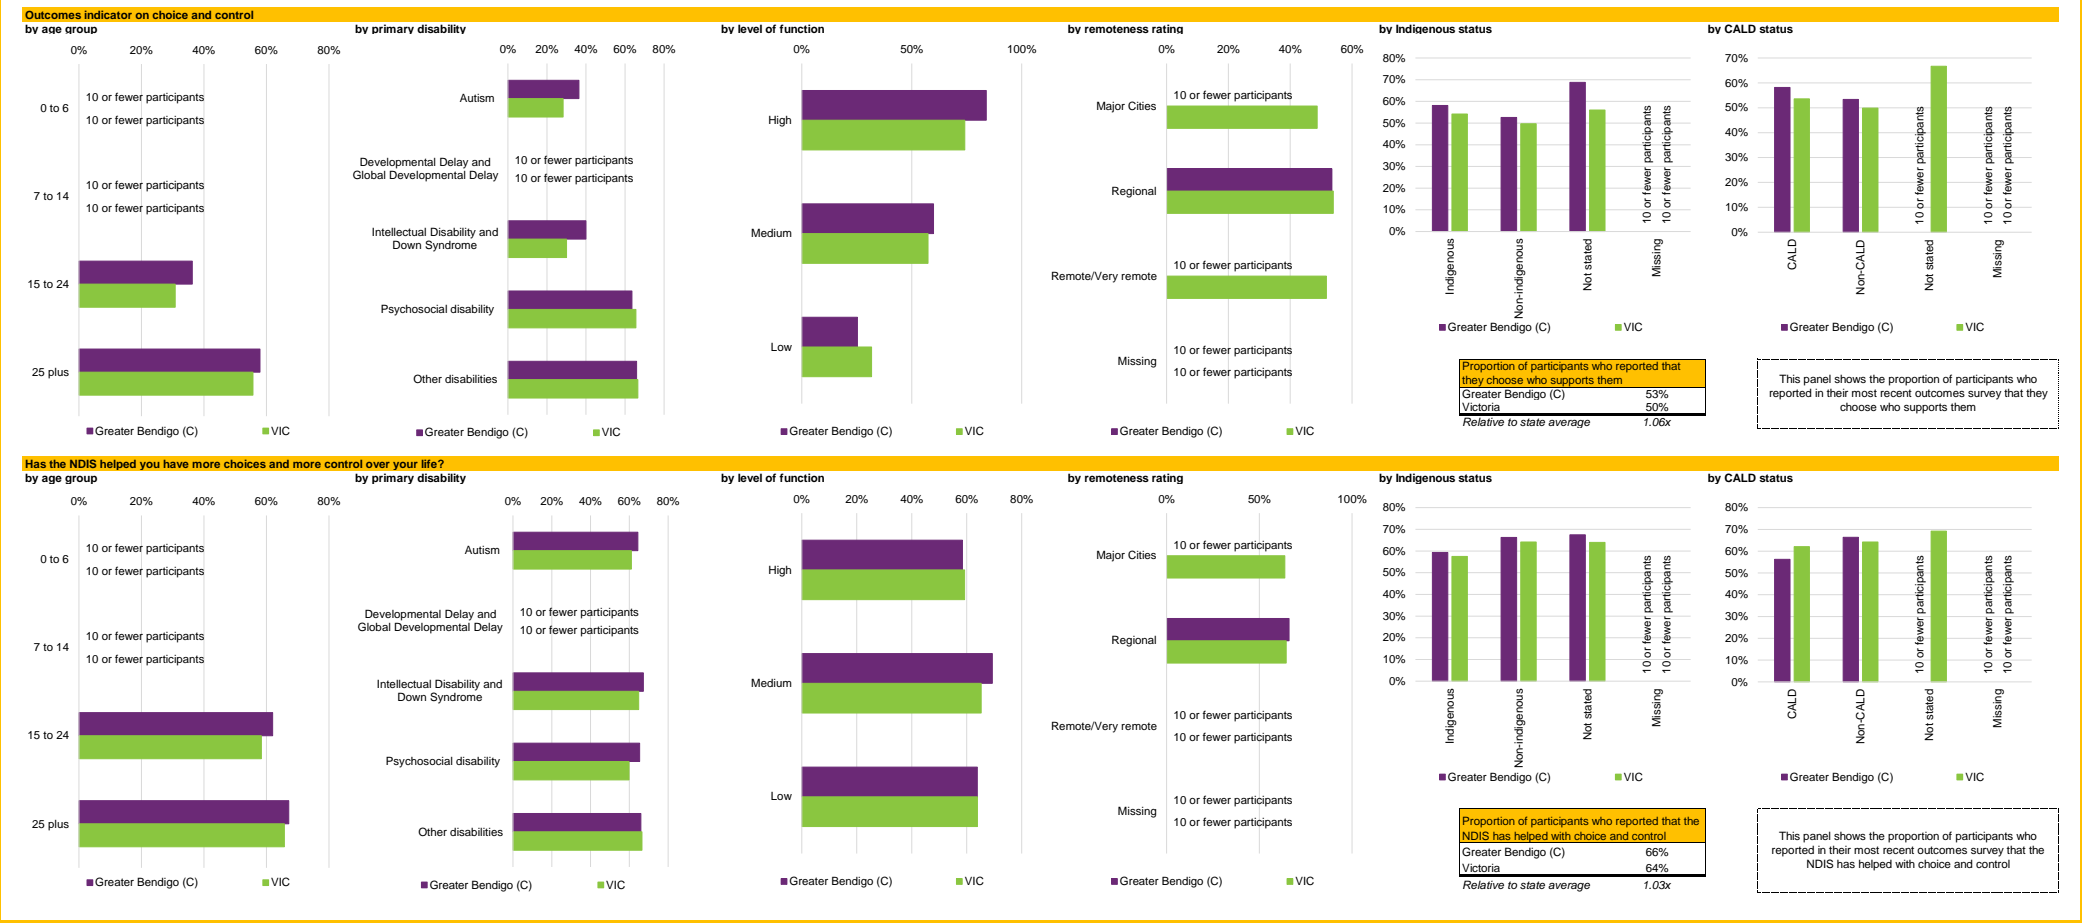 Outcomes indicator on choice and control
by age group
0% 20% 40% 60% 80%
0 to 6
10 or fewer participants
10 or fewer participants
7 to 14
10 or fewer participants
10 or fewer participants
15 to 24
25 plus
Greater Bendigo (C) VIC
by primary disability
0% 20% 40% 60% 80%
Autism
Developmental Delay and
Global Developmental Delay
10 or fewer participants
10 or fewer participants
Intellectual Disability and
Down Syndrome
Psychosocial disability
Other disabilities
Greater Bendigo (C) VIC
by level of function
0% 50% 100%
High
Medium
Low
Greater Bendigo (C) VIC
by remoteness rating
0% 20% 40% 60%
Major Cities
10 or fewer participants
Regional
Remote/Very remote
10 or fewer participants
Missing
10 or fewer participants
10 or fewer participants
Greater Bendigo (C) VIC
by Indigenous status
80%
70%
60%
50%
40%
30%
20%
10%
0%
10 or fewer participants
10 or fewer participants
Indigenous
Non-indigenous
Not stated
Missing
Greater Bendigo (C) VIC
by CALD status
70%
60%
50%
40%
30%
20%
10%
0%
10 or fewer participants
10 or fewer participants
10 or fewer participants
CALD
Non-CALD
Not stated
Missing
Greater Bendigo (C) VIC
Proportion of participants who reported that
they choose who supports them
Greater Bendigo (C) 53%
Victoria 50%
Relative to state average 1.06x
This panel shows the proportion of participants who
reported in their most recent outcomes survey that they
choose who supports them
Has the NDIS helped you have more choices and more control over your life?
by age group
0% 20% 40% 60% 80%
0 to 6
10 or fewer participants
10 or fewer participants
7 to 14
10 or fewer participants
10 or fewer participants
15 to 24
25 plus
Greater Bendigo (C) VIC
by primary disability
0% 20% 40% 60% 80%
Autism
Developmental Delay and
Global Developmental Delay
10 or fewer participants
10 or fewer participants
Intellectual Disability and
Down Syndrome
Psychosocial disability
Other disabilities
Greater Bendigo (C) VIC
by level of function
0% 20% 40% 60% 80%
High
Medium
Low
Greater Bendigo (C) VIC
by remoteness rating
0% 50% 100%
Major Cities
10 or fewer participants
Regional
Remote/Very remote
10 or fewer participants
10 or fewer participants
Missing
10 or fewer participants
10 or fewer participants
Greater Bendigo (C) VIC
by Indigenous status
80%
70%
60%
50%
40%
30%
20%
10%
0%
10 or fewer participants
10 or fewer participants
Indigenous
Non-indigenous
Not stated
Missing
Greater Bendigo (C) VIC
by CALD status
80%
70%
60%
50%
40%
30%
20%
10%
0%
10 or fewer participants
10 or fewer participants
10 or fewer participants
CALD
Non-CALD
Not stated
Missing
Greater Bendigo (C) VIC
Proportion of participants who reported that the
NDIS has helped with choice and control
Greater Bendigo (C) 66%
Victoria 64%
Relative to state average 1.03x
This panel shows the proportion of participants who
reported in their most recent outcomes survey that the
NDIS has helped with choice and control